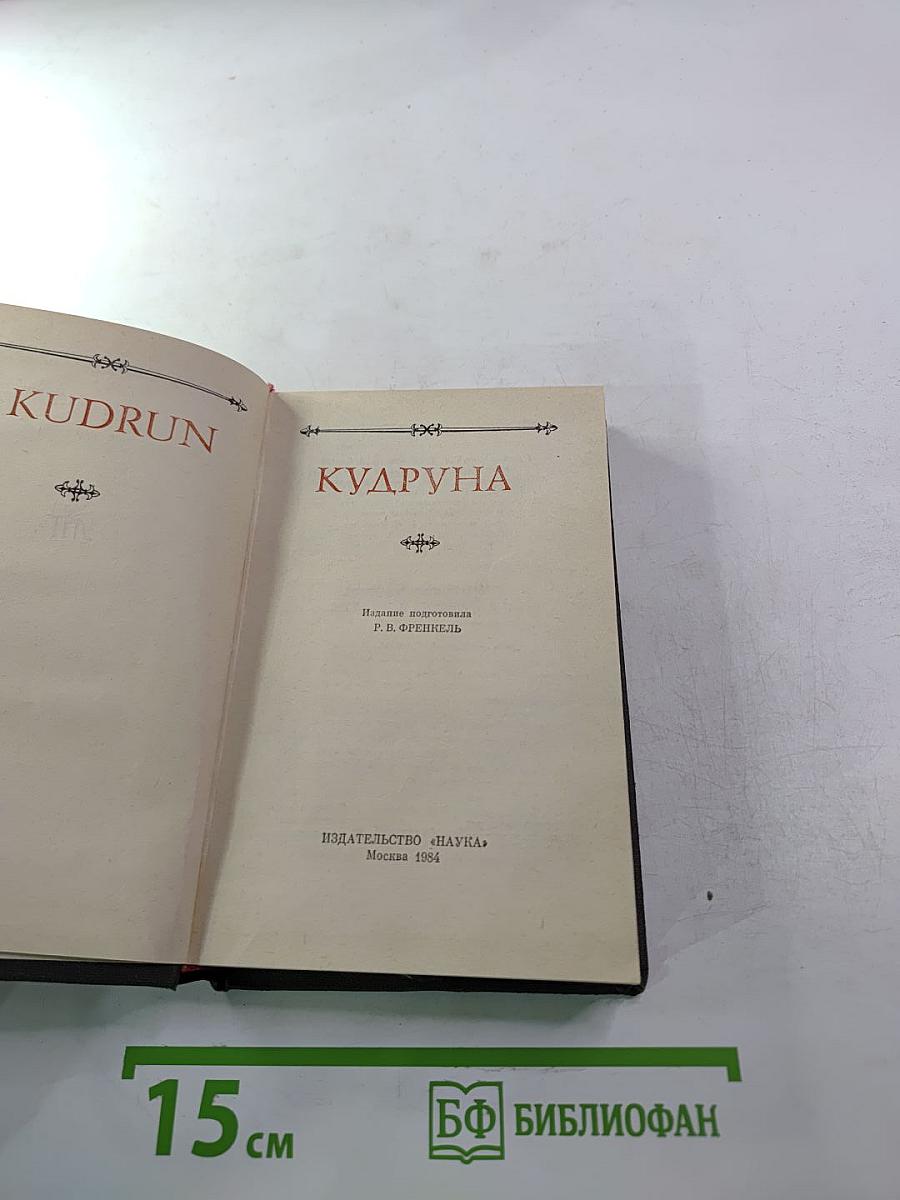 KUDRUN
КУДРУНА
Издание подготовила
Р. В. ФРЕНКЕЛЬ
ИЗДАТЕЛЬСТВО «НАУКА»
Москва 1984
15 см
БФ БИБЛИОФАН